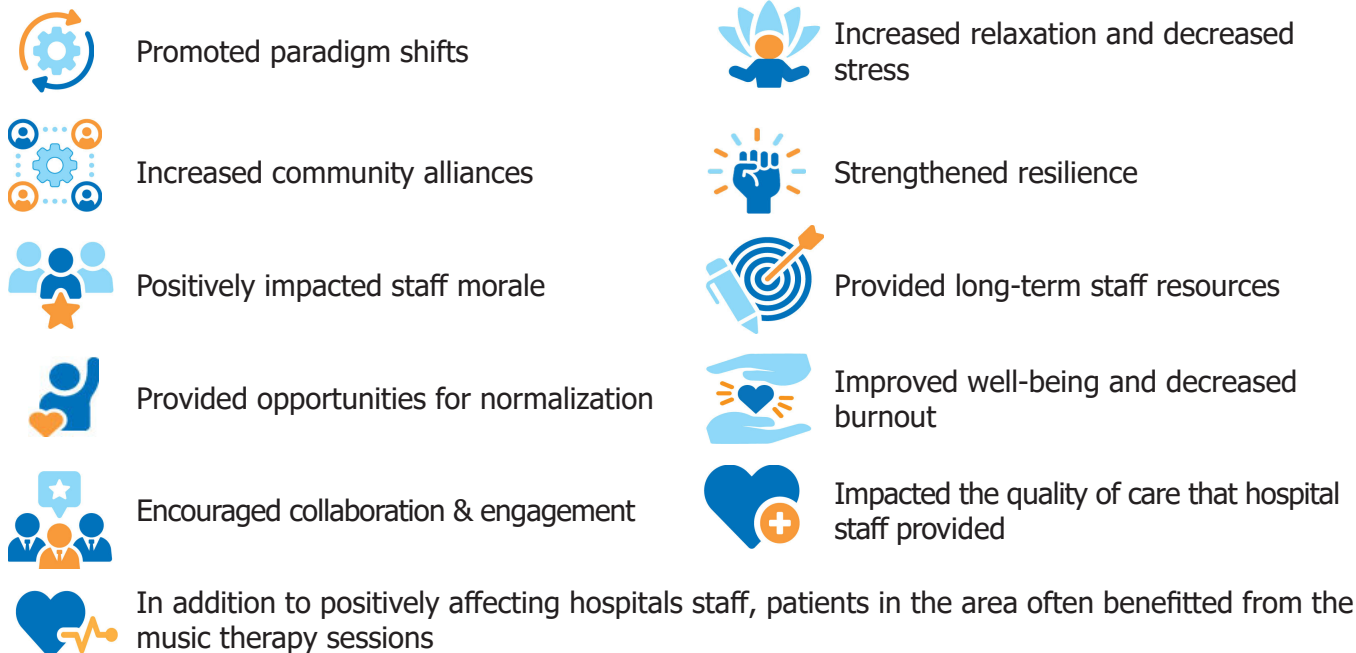 Promoted paradigm shifts
Increased relaxation and decreased
stress
Increased community alliances
Strengthened resilience
Positively impacted staff morale
Provided long-term staff resources
Provided opportunities for normalization
Improved well-being and decreased
burnout
Encouraged collaboration & engagement
Impacted the quality of care that hospital
staff provided
In addition to positively affecting hospitals staff, patients in the area often benefitted from the
music therapy sessions